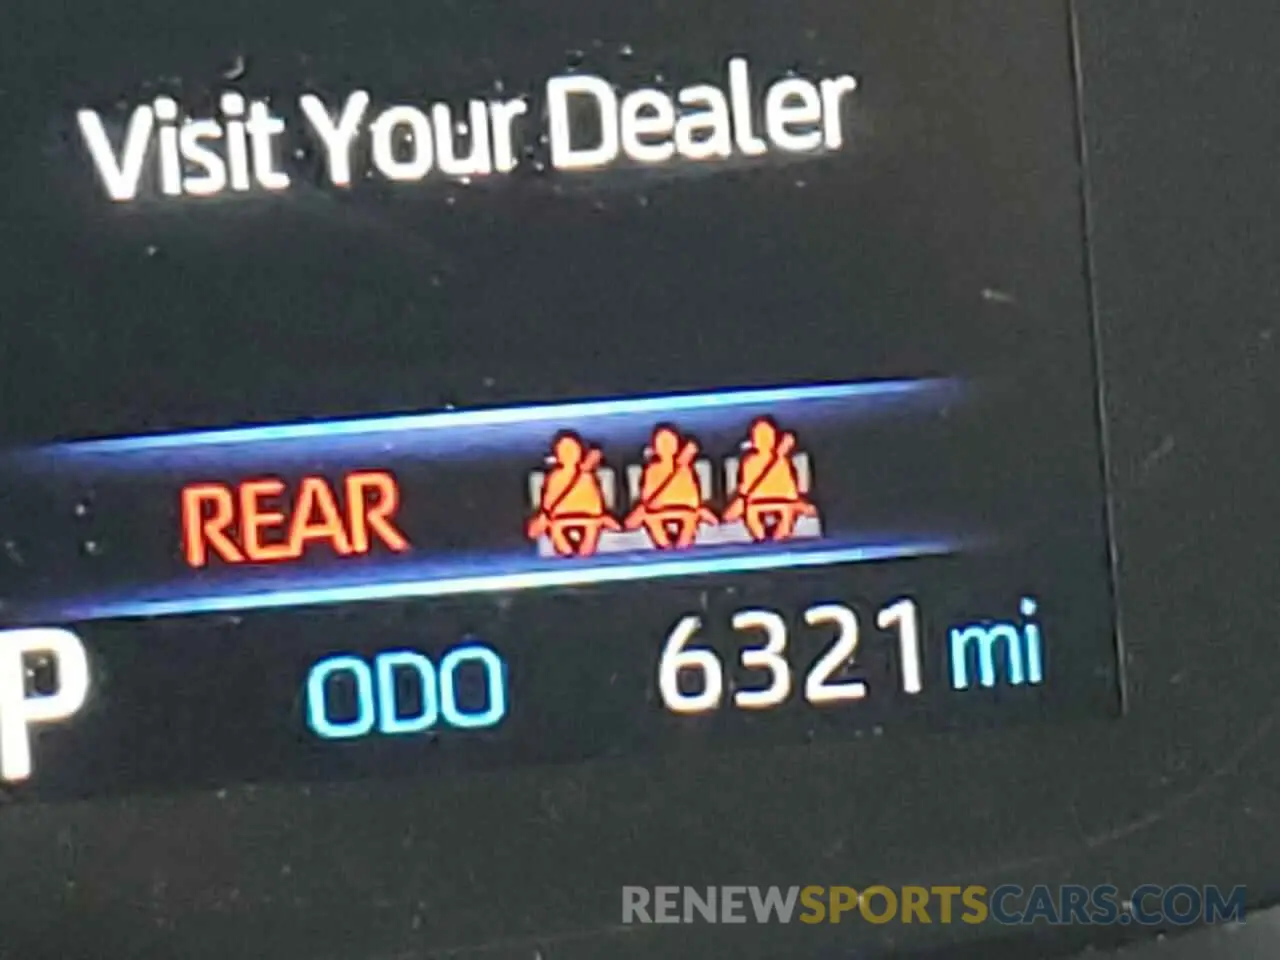 Visit Your Dealer
REAR
P ODO 6321 mi
RENEWSPORTSCARS.COM